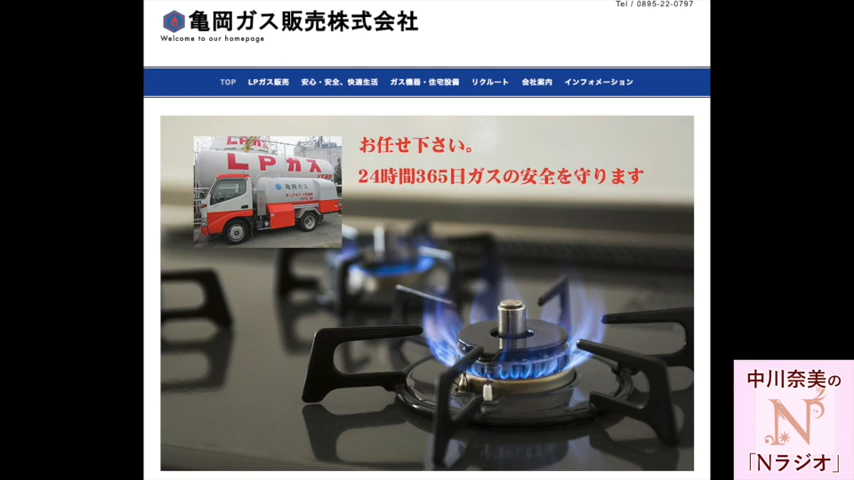 亀岡ガス販売株式会社
Welcome to our homepage
Tel / 0895-22-0797
TOP LPガス販売 安心・安全、快適生活 ガス機器・住宅設備 リクルート 会社案内 インフォメーション
お任せ下さい。
24時間365日ガスの安全を守ります
LPガス
LPガス
亀岡ガス
中川奈美の
N
「Nラジオ」